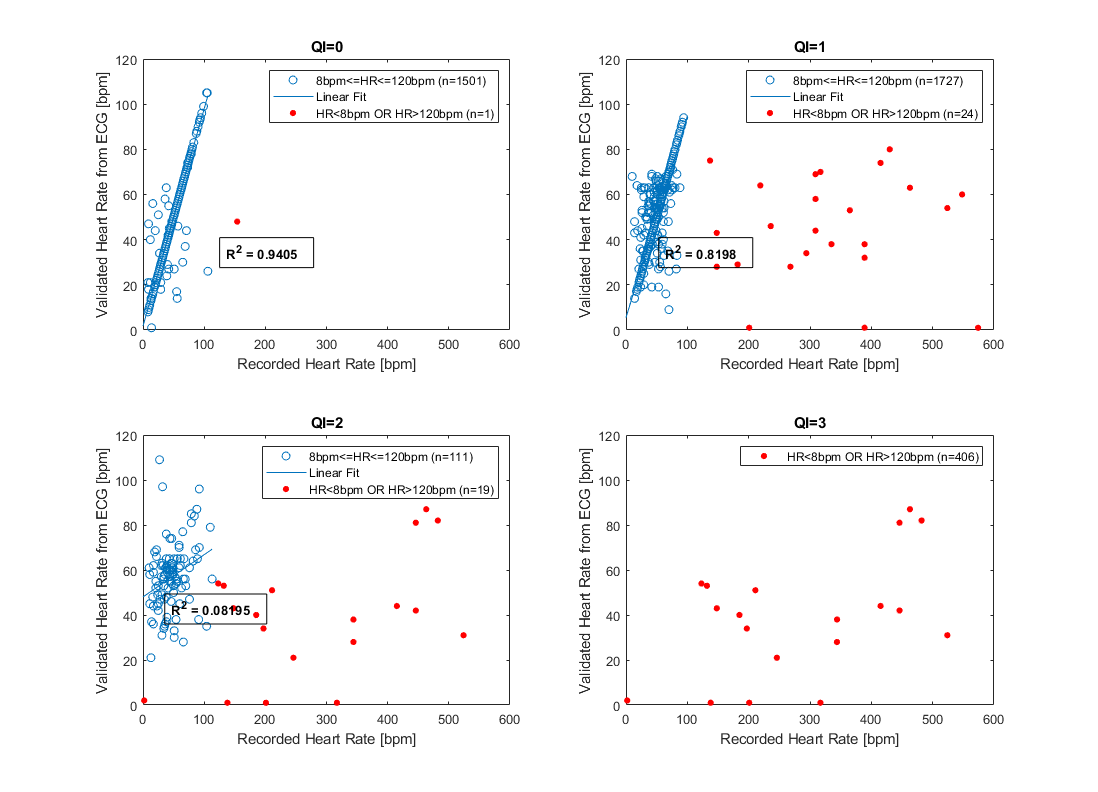 QI=0
120
100
80
60
40
20
0
Validated Heart Rate from ECG [bpm]
8bpm<=HR<=120bpm (n=1501)
Linear Fit
HR<8bpm OR HR>120bpm (n=1)
R² = 0.9405
0 100 200 300 400 500 600
Recorded Heart Rate [bpm]
QI=1
120
100
80
60
40
20
0
Validated Heart Rate from ECG [bpm]
8bpm<=HR<=120bpm (n=1727)
Linear Fit
HR<8bpm OR HR>120bpm (n=24)
R² = 0.8198
0 100 200 300 400 500 600
Recorded Heart Rate [bpm]
QI=2
120
100
80
60
40
20
0
Validated Heart Rate from ECG [bpm]
8bpm<=HR<=120bpm (n=111)
Linear Fit
HR<8bpm OR HR>120bpm (n=19)
R² = 0.08195
0 100 200 300 400 500 600
Recorded Heart Rate [bpm]
QI=3
120
100
80
60
40
20
0
Validated Heart Rate from ECG [bpm]
HR<8bpm OR HR>120bpm (n=406)
0 100 200 300 400 500 600
Recorded Heart Rate [bpm]